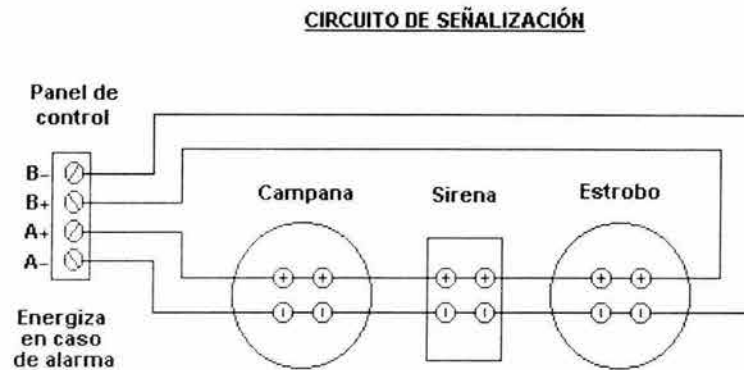 CIRCUITO DE SEÑALIZACIÓN
Panel de
control
B-
B+
A+
A-
Campana
Sirena
Estrobo
+ + + + + +
Energiza
en caso
de alarma